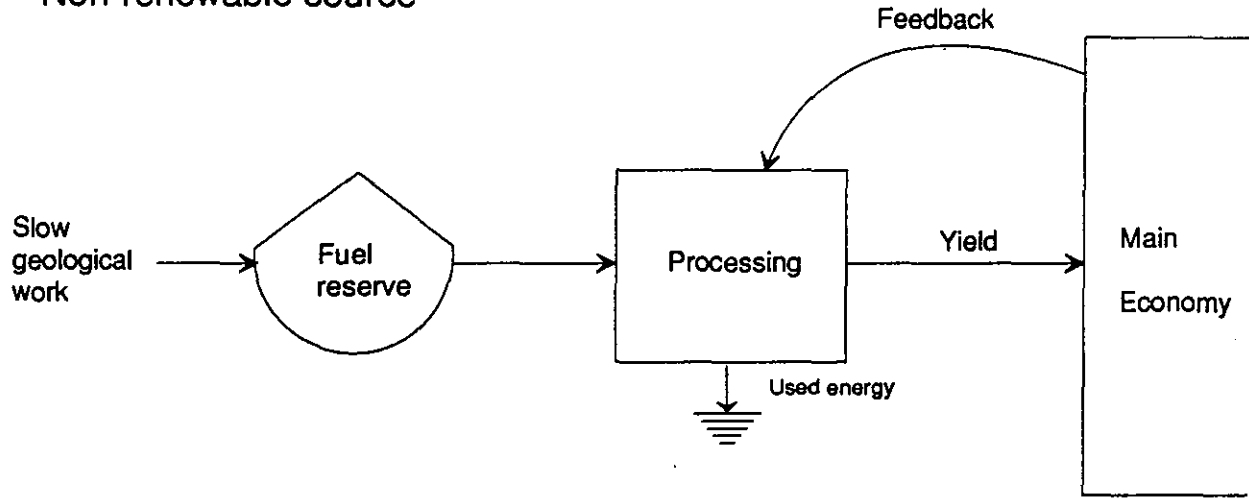 Non renewable source
Feedback
Slow
geological
work
Fuel
reserve
Processing
Yield
Main
Economy
Used energy